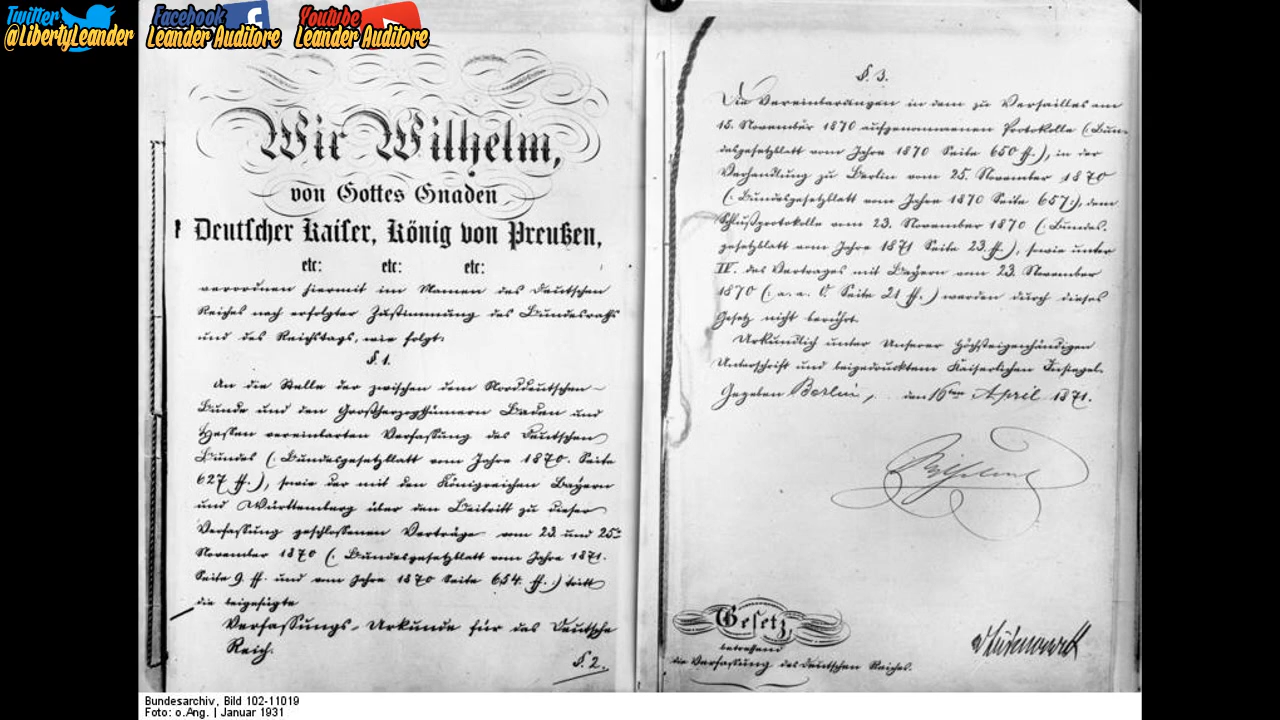 Twitter
@LibertyLeander
Facebook
Leander Auditore
Youtube
Leander Auditore
Wir Wilhelm,
von Gottes Gnaden
Deutscher Kaiser, König von Preußen,
etc: etc: etc:
verordnen hiermit im Namen des Deutschen
Reiches nach erfolgter Zustimmung des Bundesraths
und des Reichstags, wie folgt:
§ 1.
An die Stelle der zwischen dem Norddeutschen
Bunde und den Großherzogthümern Baden und
Hessen vereinbarten Verfassung des Deutschen
Bundes (: Bundesgesetzblatt vom Jahre 1870. Seite
627 ff.), sowie der mit den Königreichen Bayern
und Württemberg über den Beitritt zu dieser
Verfassung geschlossenen Verträge vom 23. und 25.
November 1870 (: Bundesgesetzblatt vom Jahre 1871.
Seite 9. ff. und vom Jahre 1870 Seite 654. ff.:) tritt
die beigefügte
Verfassungs-Urkunde für das Deutsche
Reich.
§. 2.
§. 3.
Die Vereinbarungen in dem zu Versailles am
15. November 1870 aufgenommenen Protokolle (: Bun-
desgesetzblatt vom Jahre 1870 Seite 650 ff.), in der
Verhandlung zu Berlin vom 25. November 1870
(: Bundesgesetzblatt vom Jahre 1870 Seite 657:), dem
Schlußprotokolle vom 23. November 1870 (: Bundes-
gesetzblatt vom Jahre 1871 Seite 23 ff.), sowie unter
IV. des Vertrages mit Bayern vom 23. November
1870 (: a. a. O. Seite 21 ff.) werden durch dieses
Gesetz nicht berührt.
Urkundlich unter Unserer Höchsteigenhändigen
Unterschrift und beigedrucktem Kaiserlichen Insiegel.
Gegeben Berlin, den 16ten April 1871.
Wilhelm
Gesetz,
betreffend
die Verfassung des Deutschen Reiches.
Bundesarchiv, Bild 102-11019
Foto: o.Ang. | Januar 1931